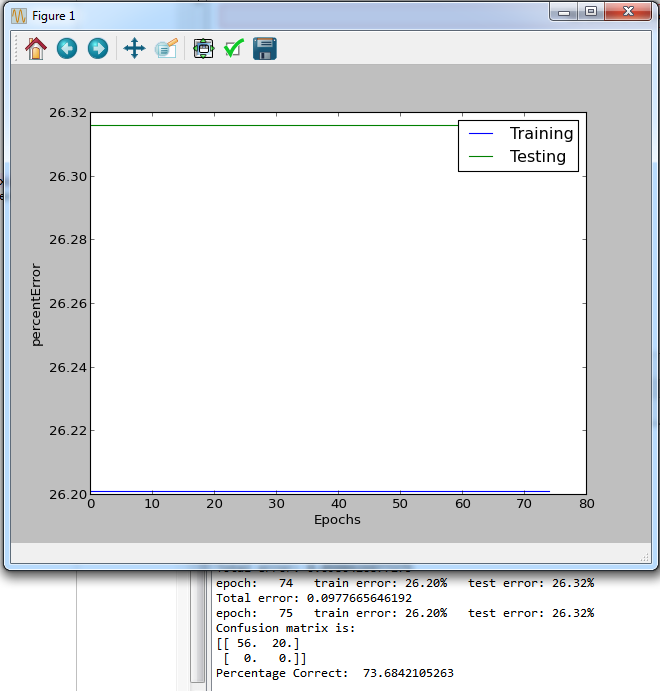 Figure 1
26.32
26.30
26.28
26.26
26.24
26.22
26.20
percentError
Training
Testing
0 10 20 30 40 50 60 70 80
Epochs
epoch:   74   train error: 26.20%   test error: 26.32%
Total error: 0.0977665646192
epoch:   75   train error: 26.20%   test error: 26.32%
Confusion matrix is:
[[ 56.  20.]
 [  0.   0.]]
Percentage Correct:  73.6842105263